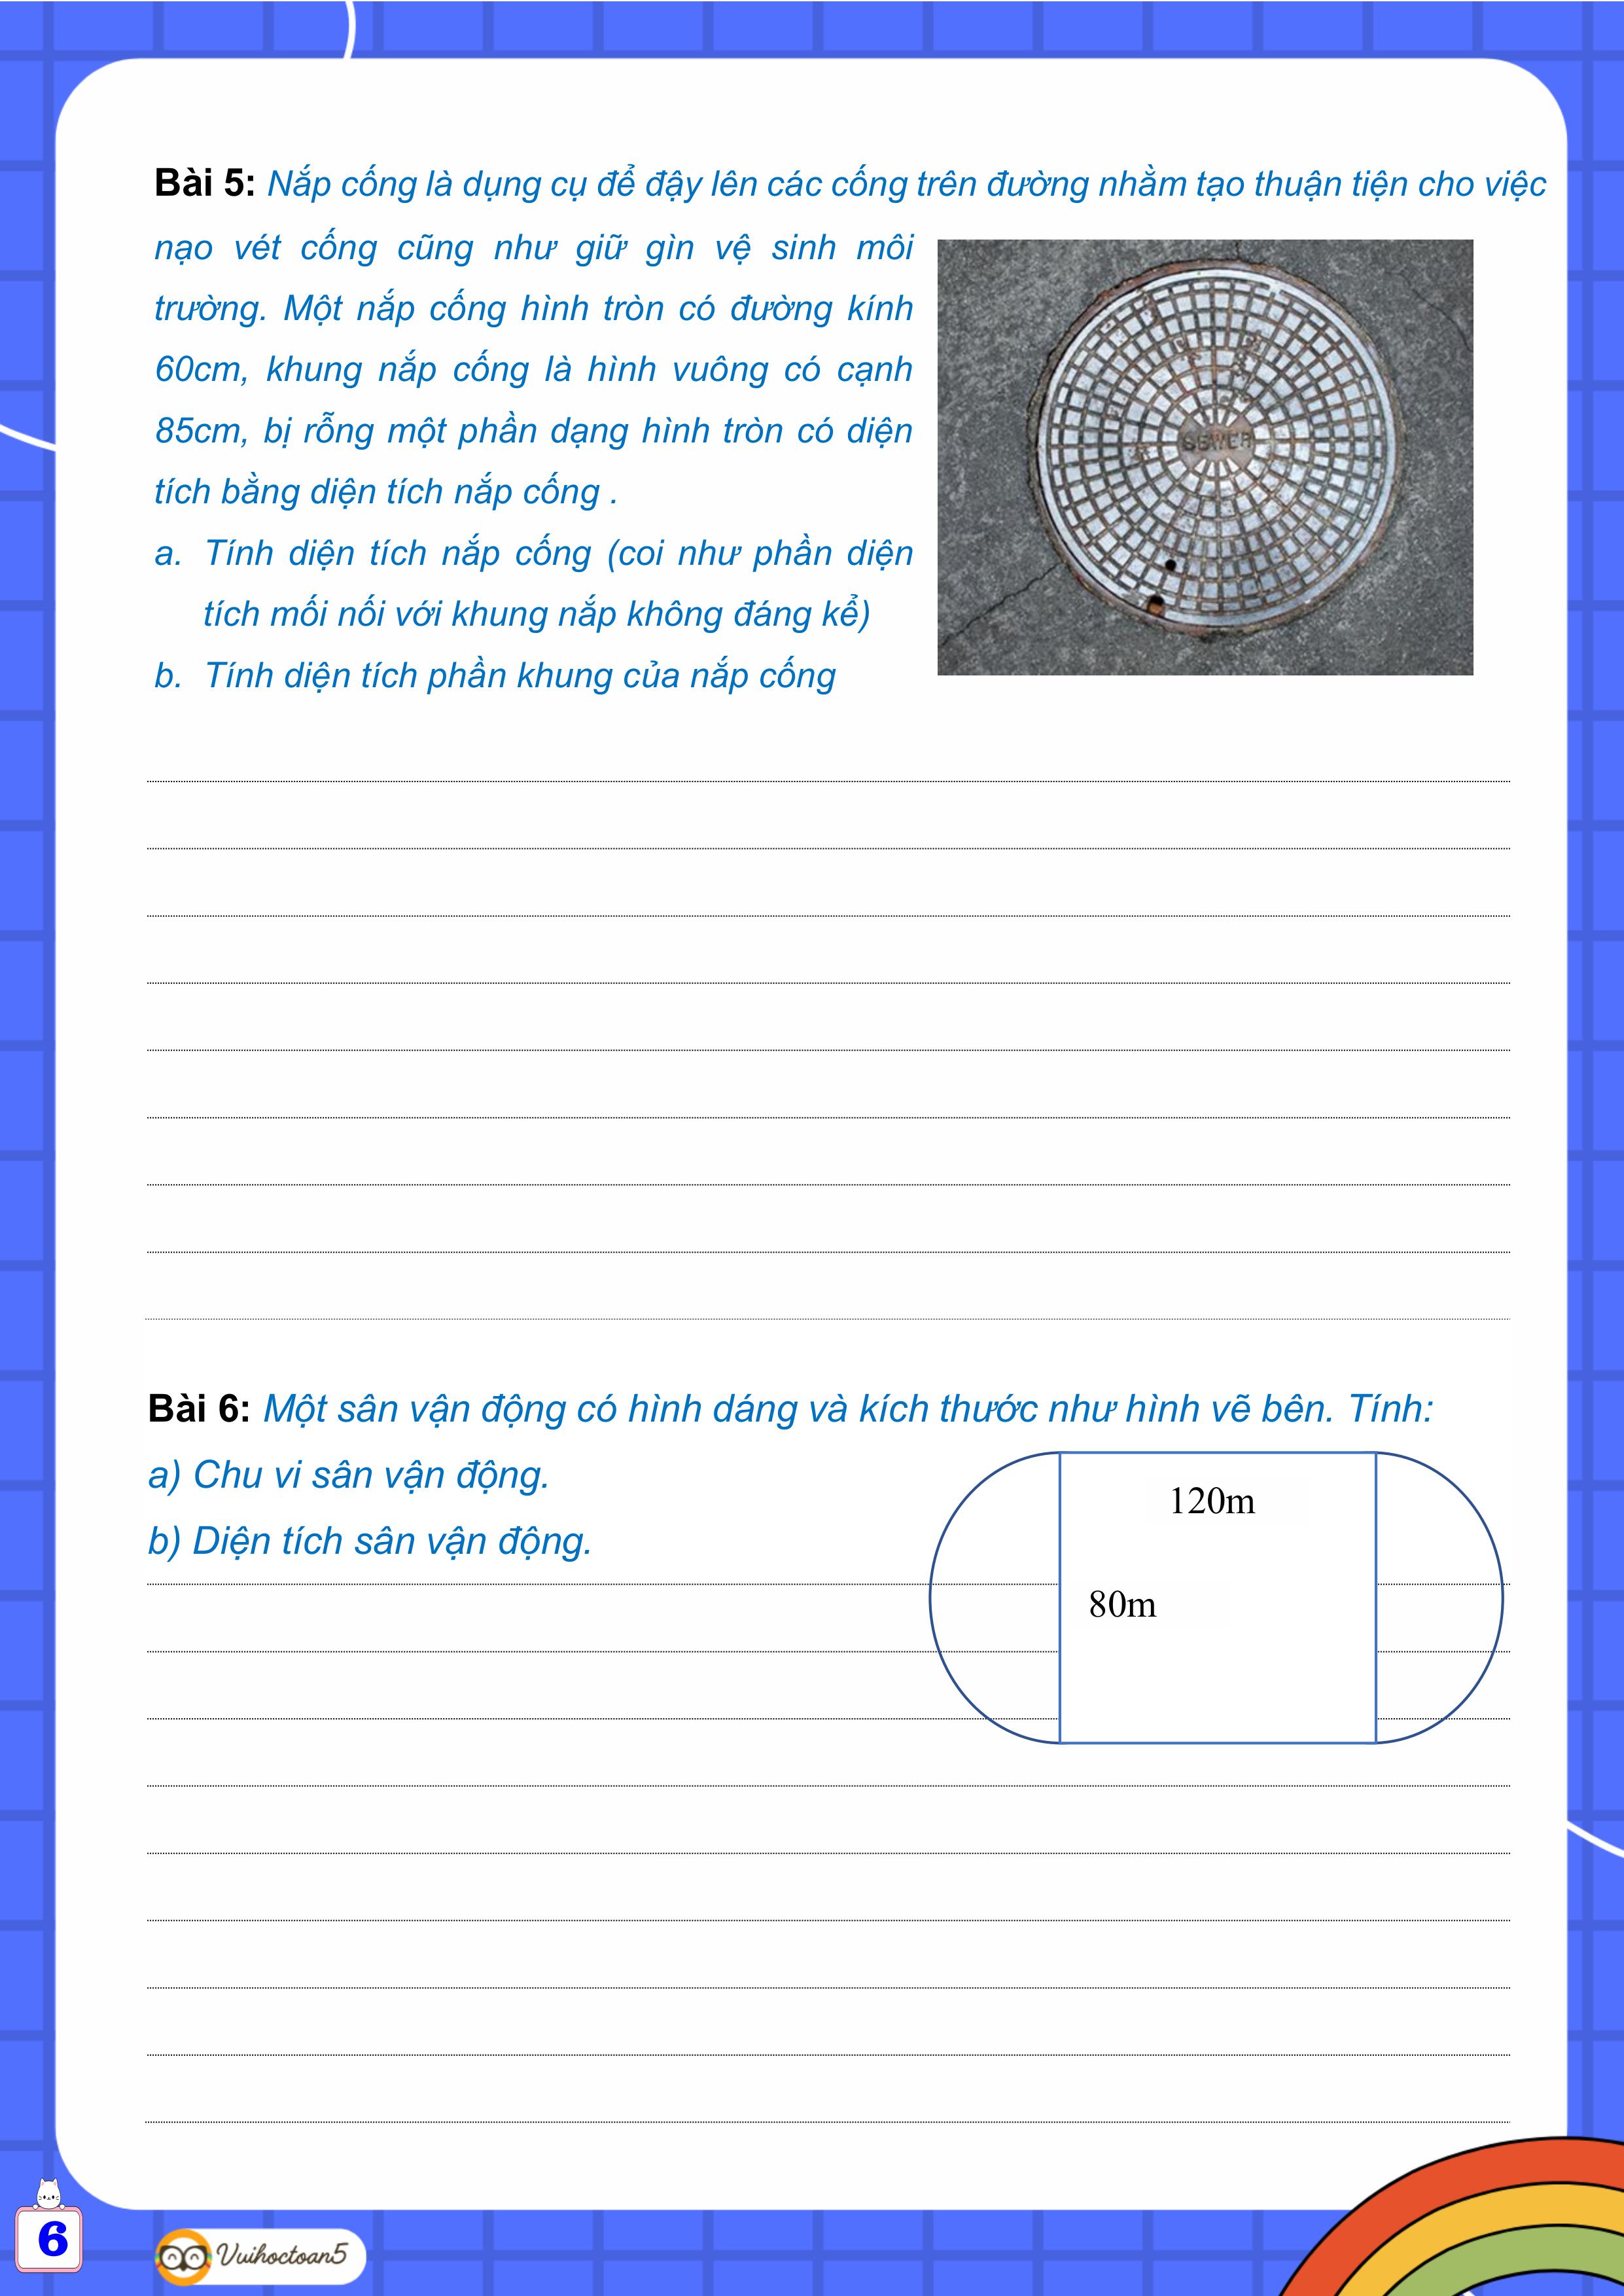 Bài 5: Nắp cống là dụng cụ để đậy lên các cống trên đường nhằm tạo thuận tiện cho việc
nạo vét cống cũng như giữ gìn vệ sinh môi
trường. Một nắp cống hình tròn có đường kính
60cm, khung nắp cống là hình vuông có cạnh
85cm, bị rỗng một phần dạng hình tròn có diện
tích bằng diện tích nắp cống .
a. Tính diện tích nắp cống (coi như phần diện
tích mối nối với khung nắp không đáng kể)
b. Tính diện tích phần khung của nắp cống
SEWER
Bài 6: Một sân vận động có hình dáng và kích thước như hình vẽ bên. Tính:
a) Chu vi sân vận động.
b) Diện tích sân vận động.
120m
80m
6
Vuihoctoan5